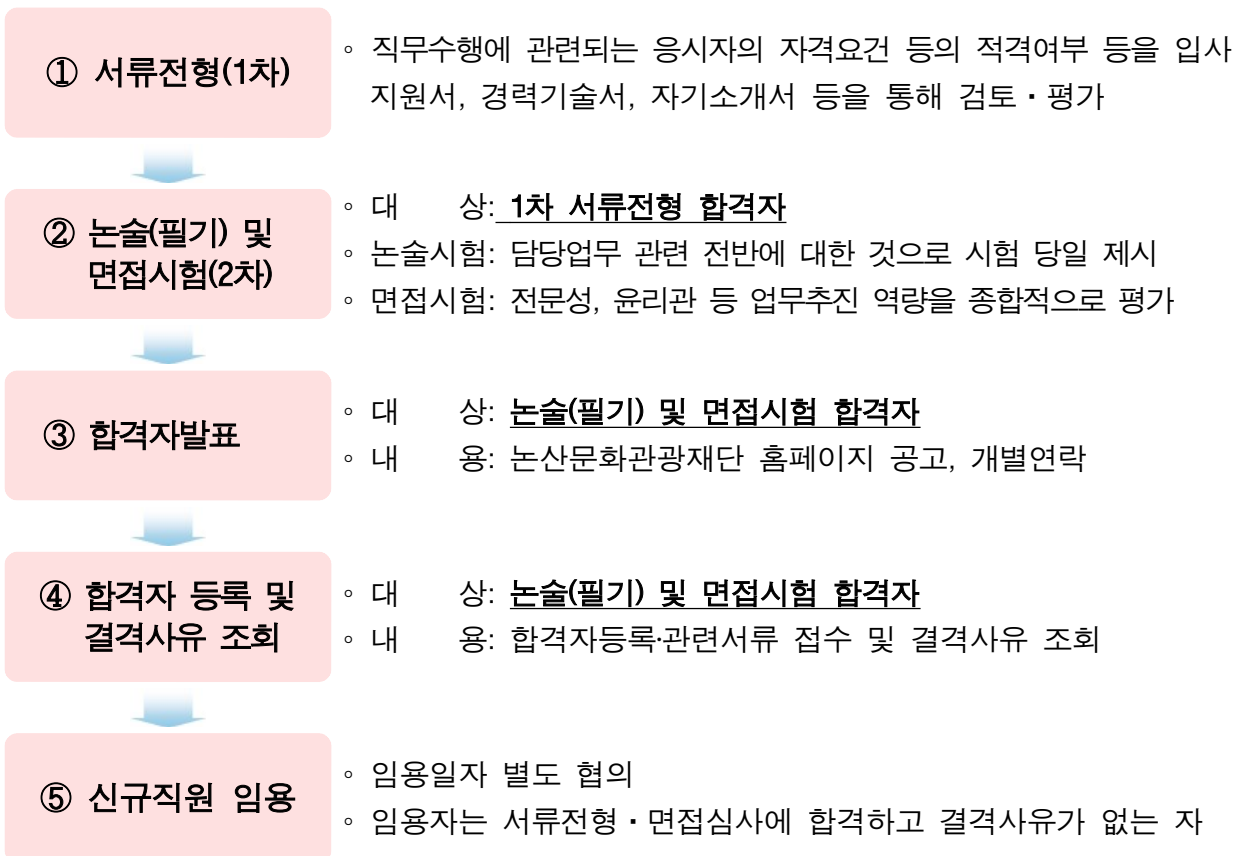 ① 서류전형(1차)
◦ 직무수행에 관련되는 응시자의 자격요건 등의 적격여부 등을 입사
지원서, 경력기술서, 자기소개서 등을 통해 검토・평가
② 논술(필기) 및
면접시험(2차)
◦ 대 상: 1차 서류전형 합격자
◦ 논술시험: 담당업무 관련 전반에 대한 것으로 시험 당일 제시
◦ 면접시험: 전문성, 윤리관 등 업무추진 역량을 종합적으로 평가
③ 합격자발표
◦ 대 상: 논술(필기) 및 면접시험 합격자
◦ 내 용: 논산문화관광재단 홈페이지 공고, 개별연락
④ 합격자 등록 및
결격사유 조회
◦ 대 상: 논술(필기) 및 면접시험 합격자
◦ 내 용: 합격자등록·관련서류 접수 및 결격사유 조회
⑤ 신규직원 임용
◦ 임용일자 별도 협의
◦ 임용자는 서류전형・면접심사에 합격하고 결격사유가 없는 자